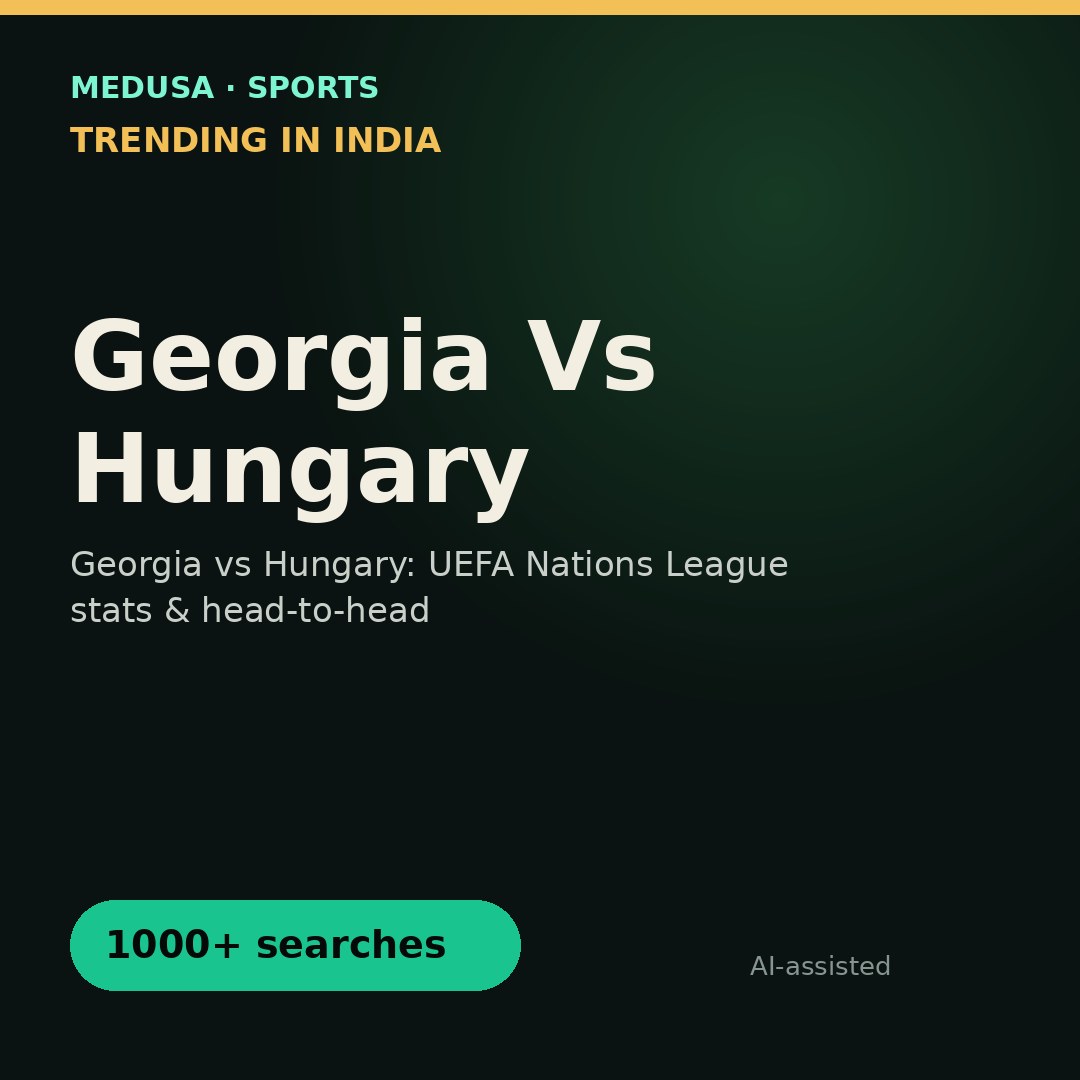 MEDUSA · SPORTS
TRENDING IN INDIA
Georgia Vs
Hungary
Georgia vs Hungary: UEFA Nations League
stats & head-to-head
1000+ searches
AI-assisted